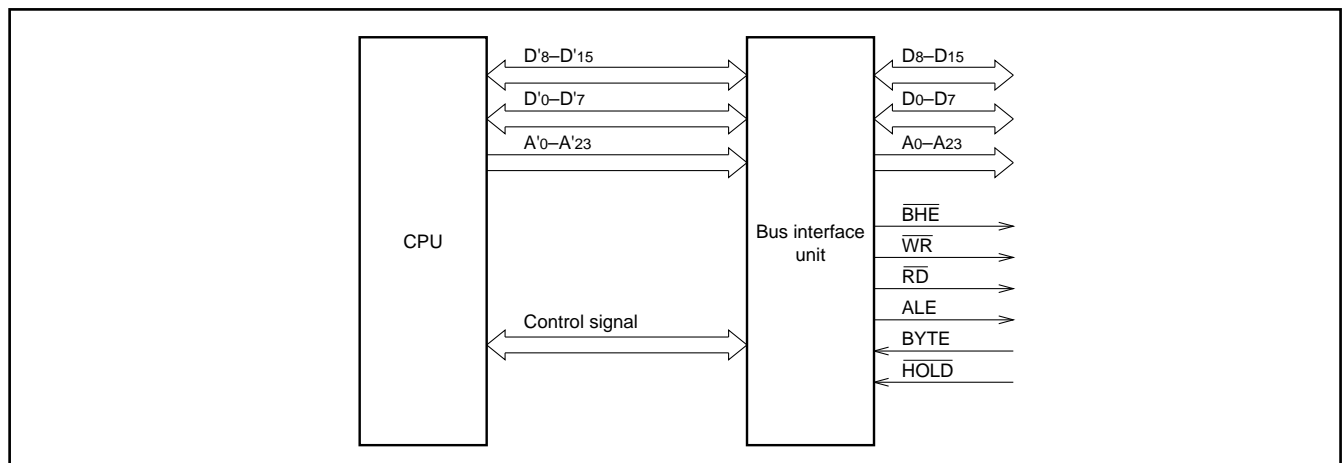 D'8–D'15
D8–D15
D'0–D'7
D0–D7
A'0–A'23
A0–A23
BHE
CPU
Bus interface
unit
WR
RD
Control signal
ALE
BYTE
HOLD